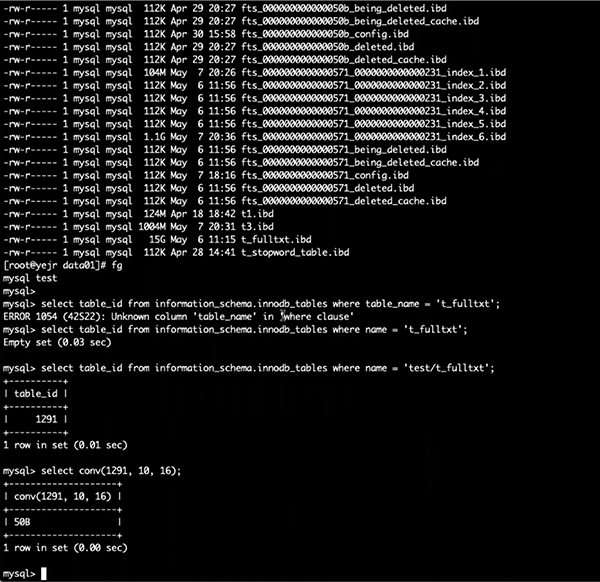 -rw-r----- 1 mysql mysql  112K Apr 29 20:27 fts_000000000000050b_being_deleted.ibd
-rw-r----- 1 mysql mysql  112K Apr 29 20:27 fts_000000000000050b_being_deleted_cache.ibd
-rw-r----- 1 mysql mysql  112K Apr 30 15:58 fts_000000000000050b_config.ibd
-rw-r----- 1 mysql mysql  112K Apr 29 20:27 fts_000000000000050b_deleted.ibd
-rw-r----- 1 mysql mysql  112K Apr 29 20:27 fts_000000000000050b_deleted_cache.ibd
-rw-r----- 1 mysql mysql  104M May  7 20:26 fts_0000000000000571_0000000000000231_index_1.ibd
-rw-r----- 1 mysql mysql  112K May  6 11:56 fts_0000000000000571_0000000000000231_index_2.ibd
-rw-r----- 1 mysql mysql  112K May  6 11:56 fts_0000000000000571_0000000000000231_index_3.ibd
-rw-r----- 1 mysql mysql  112K May  6 11:56 fts_0000000000000571_0000000000000231_index_4.ibd
-rw-r----- 1 mysql mysql  112K May  6 11:56 fts_0000000000000571_0000000000000231_index_5.ibd
-rw-r----- 1 mysql mysql  1.1G May  7 20:36 fts_0000000000000571_0000000000000231_index_6.ibd
-rw-r----- 1 mysql mysql  112K May  6 11:56 fts_0000000000000571_being_deleted.ibd
-rw-r----- 1 mysql mysql  112K May  6 11:56 fts_0000000000000571_being_deleted_cache.ibd
-rw-r----- 1 mysql mysql  112K May  7 18:16 fts_0000000000000571_config.ibd
-rw-r----- 1 mysql mysql  112K May  6 11:56 fts_0000000000000571_deleted.ibd
-rw-r----- 1 mysql mysql  112K May  6 11:56 fts_0000000000000571_deleted_cache.ibd
-rw-r----- 1 mysql mysql  124M Apr 18 18:42 t1.ibd
-rw-r----- 1 mysql mysql 1004M May  7 20:31 t3.ibd
-rw-r----- 1 mysql mysql   15G May  6 11:15 t_fulltxt.ibd
-rw-r----- 1 mysql mysql  112K Apr 28 14:41 t_stopword_table.ibd
[root@yejr data01]# fg
mysql test
mysql>
mysql> select table_id from information_schema.innodb_tables where table_name = 't_fulltxt';
ERROR 1054 (42S22): Unknown column 'table_name' in 'where clause'
mysql> select table_id from information_schema.innodb_tables where name = 't_fulltxt';
Empty set (0.03 sec)
mysql> select table_id from information_schema.innodb_tables where name = 'test/t_fulltxt';
+----------+
| table_id |
+----------+
|     1291 |
+----------+
1 row in set (0.01 sec)
mysql> select conv(1291, 10, 16);
+--------------------+
| conv(1291, 10, 16) |
+--------------------+
| 50B                |
+--------------------+
1 row in set (0.00 sec)
mysql>